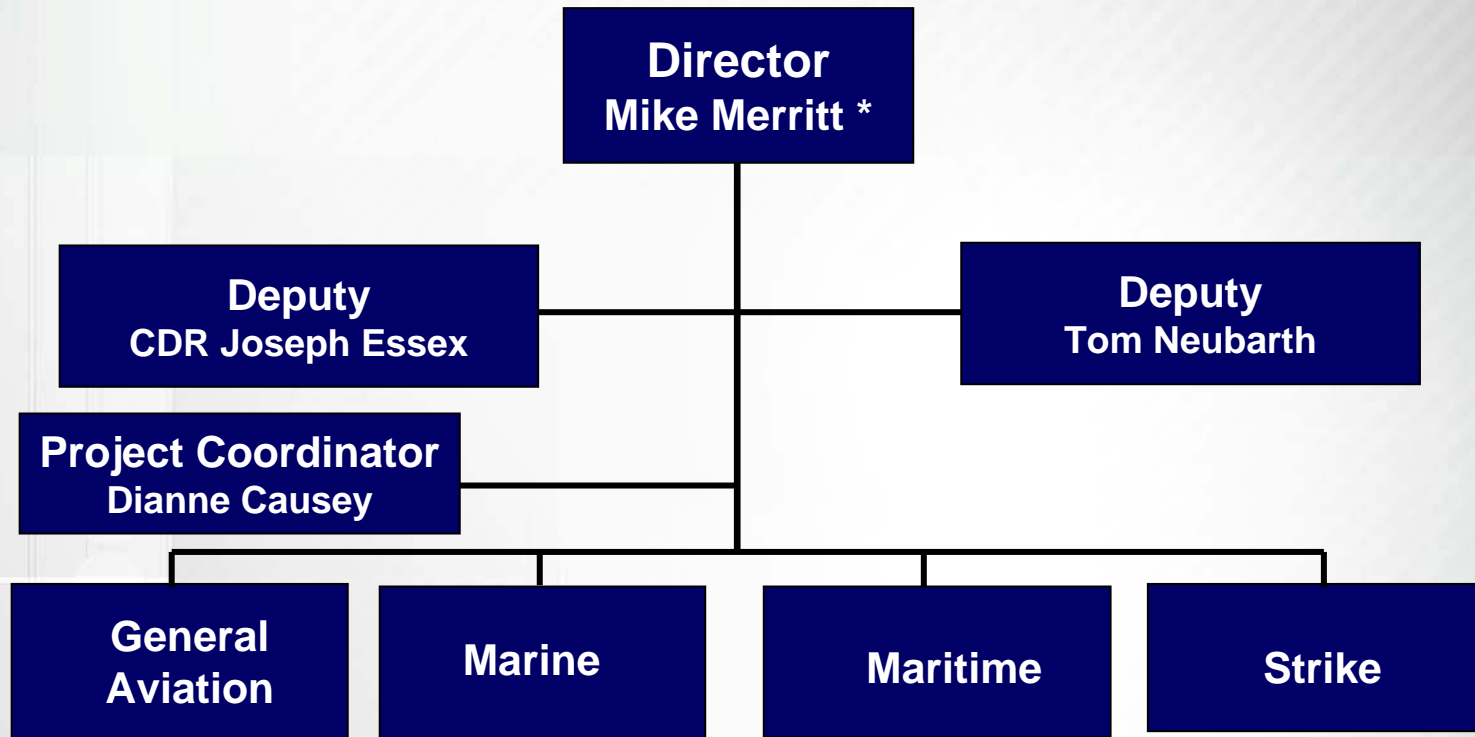 Director
Mike Merritt *
Deputy
CDR Joseph Essex
Deputy
Tom Neubarth
Project Coordinator
Dianne Causey
General
Aviation
Marine
Maritime
Strike